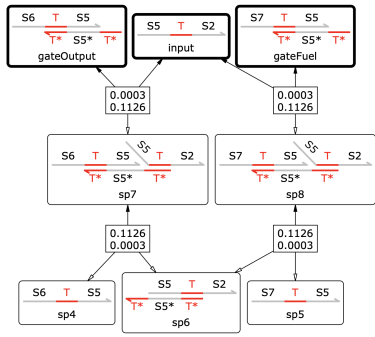 S6 T S5
T* S5* T*
gateOutput
S5 T S2
input
S7 T S5
T* S5* T*
gateFuel
0.0003
0.1126
0.0003
0.1126
S6 T S5 S5 T S2
T* S5* T*
sp7
S7 T S5 S5 T S2
T* S5* T*
sp8
0.1126
0.0003
0.1126
0.0003
S6 T S5
sp4
S5 T S2
T* S5* T*
sp6
S7 T S5
sp5